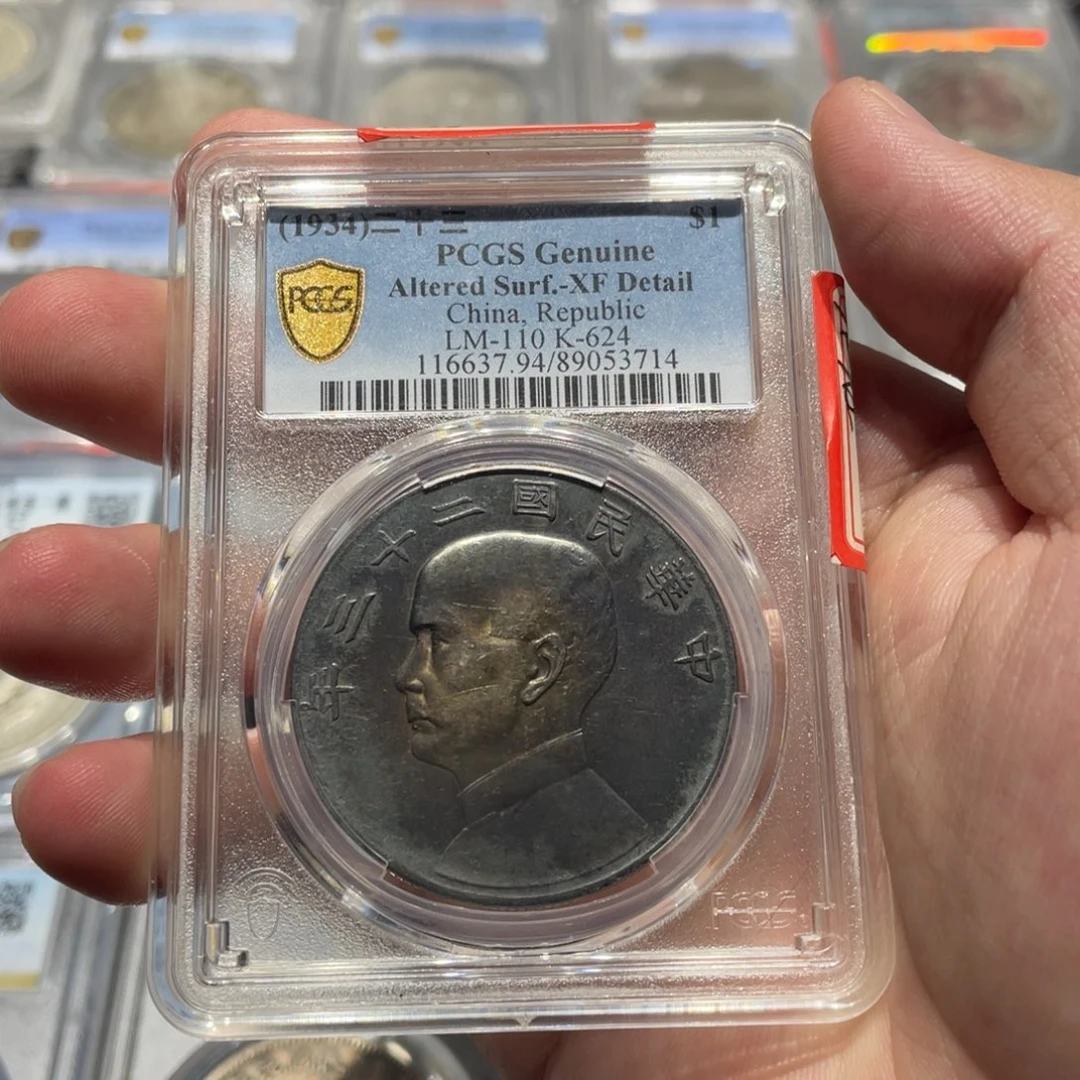 (1934)二十三 $1
PCGS Genuine
Altered Surf.-XF Detail
China, Republic
LM-110 K-624
116637.94/89053714
PCGS
年三十二國民華中
PCGS